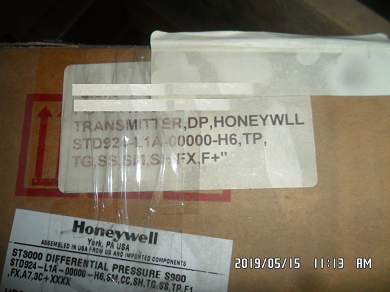 TRANSMITTER,DP,HONEYWLL
STD924-L1A-00000-H6,TP,
TG,SS,SM,SH,FX,F+"
Honeywell
York, PA USA
ASSEMBLED IN USA FROM US AND IMPORTED COMPONENTS
ST3000 DIFFERENTIAL PRESSURE S900
STD924-L1A-00000-H6,SM,CC,SH,TG,SS,TP,F1
,FX,A7,3C+XXXX
2019/05/15 11:13 AM